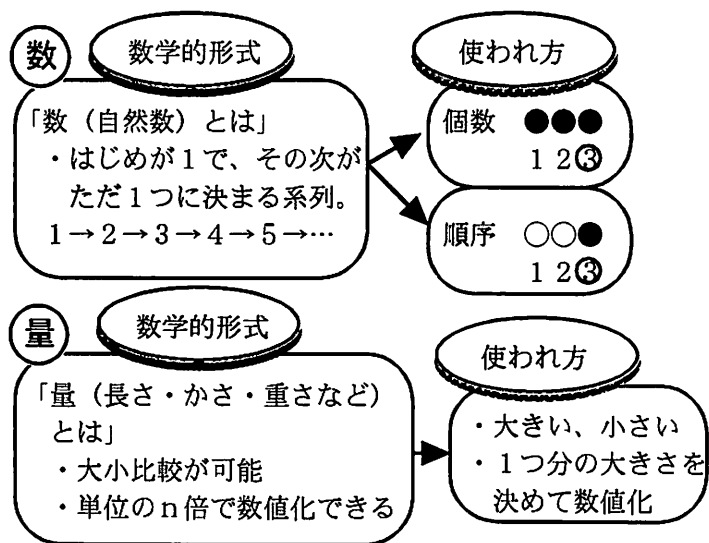 数
数学的形式
使われ方
「数（自然数）とは」
・はじめが１で、その次が
ただ１つに決まる系列。
１→２→３→４→５→…
個数 ●●●
１ ２ ③
順序 ○○●
１ ２ ③
量
数学的形式
使われ方
「量（長さ・かさ・重さなど）
とは」
・大小比較が可能
・単位のｎ倍で数値化できる
・大きい、小さい
・１つ分の大きさを
決めて数値化